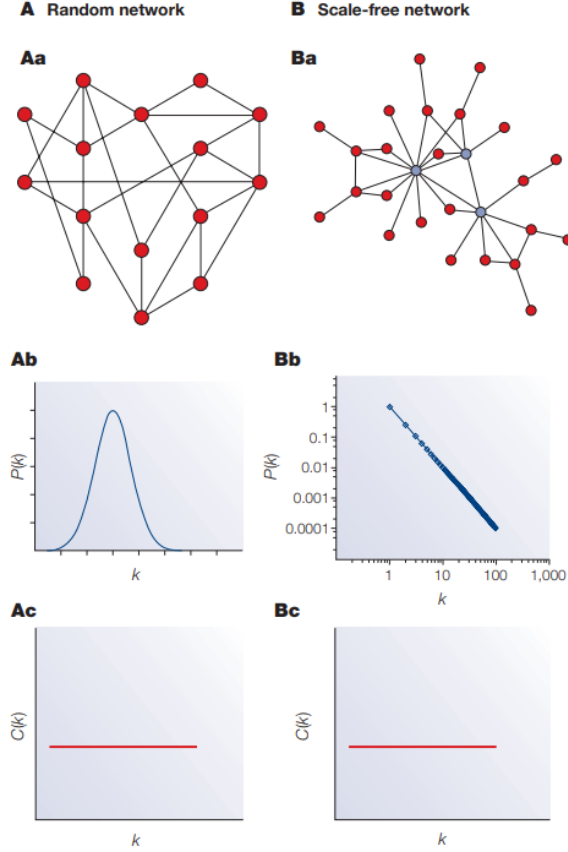 A Random network
B Scale-free network
Aa
Ba
Ab
Bb
P(k)
k
P(k)
1
0.1
0.010
0.001
0.0001
1 10 100 1,000
k
Ac
Bc
C(k)
k
C(k)
k